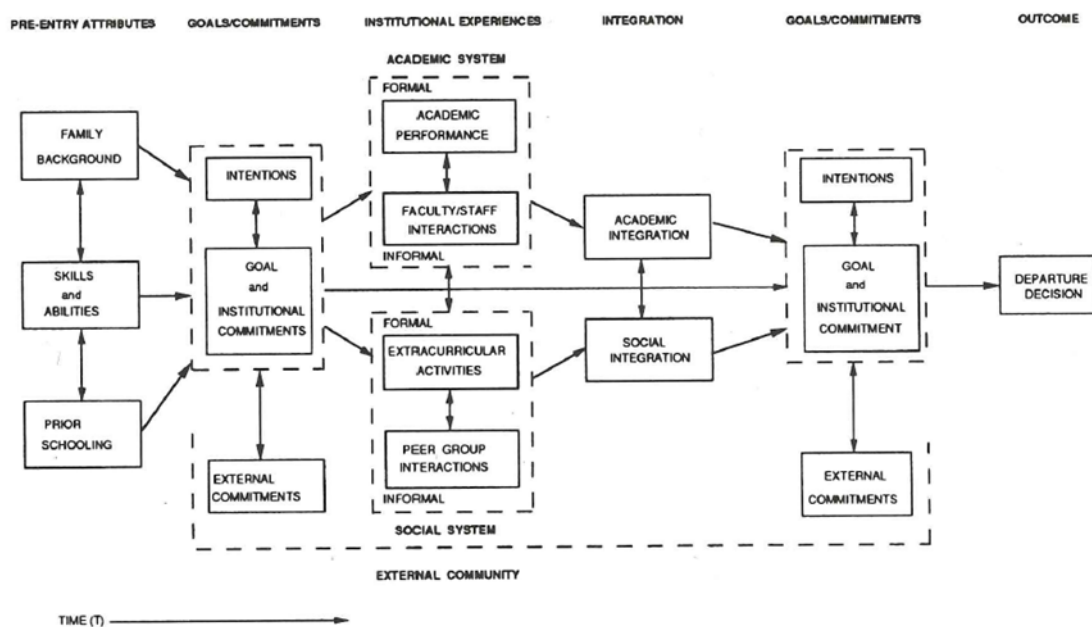 PRE-ENTRY ATTRIBUTES
GOALS/COMMITMENTS
INSTITUTIONAL EXPERIENCES
INTEGRATION
GOALS/COMMITMENTS
OUTCOME
ACADEMIC SYSTEM
FORMAL
ACADEMIC
PERFORMANCE
FAMILY
BACKGROUND
INTENTIONS
FACULTY/STAFF
INTERACTIONS
INFORMAL
ACADEMIC
INTEGRATION
INTENTIONS
SKILLS
and
ABILITIES
GOAL
and
INSTITUTIONAL
COMMITMENTS
GOAL
and
INSTITUTIONAL
COMMITMENT
DEPARTURE
DECISION
FORMAL
EXTRACURRICULAR
ACTIVITIES
SOCIAL
INTEGRATION
PRIOR
SCHOOLING
PEER GROUP
INTERACTIONS
INFORMAL
EXTERNAL
COMMITMENTS
EXTERNAL
COMMITMENTS
SOCIAL SYSTEM
EXTERNAL COMMUNITY
TIME (T)